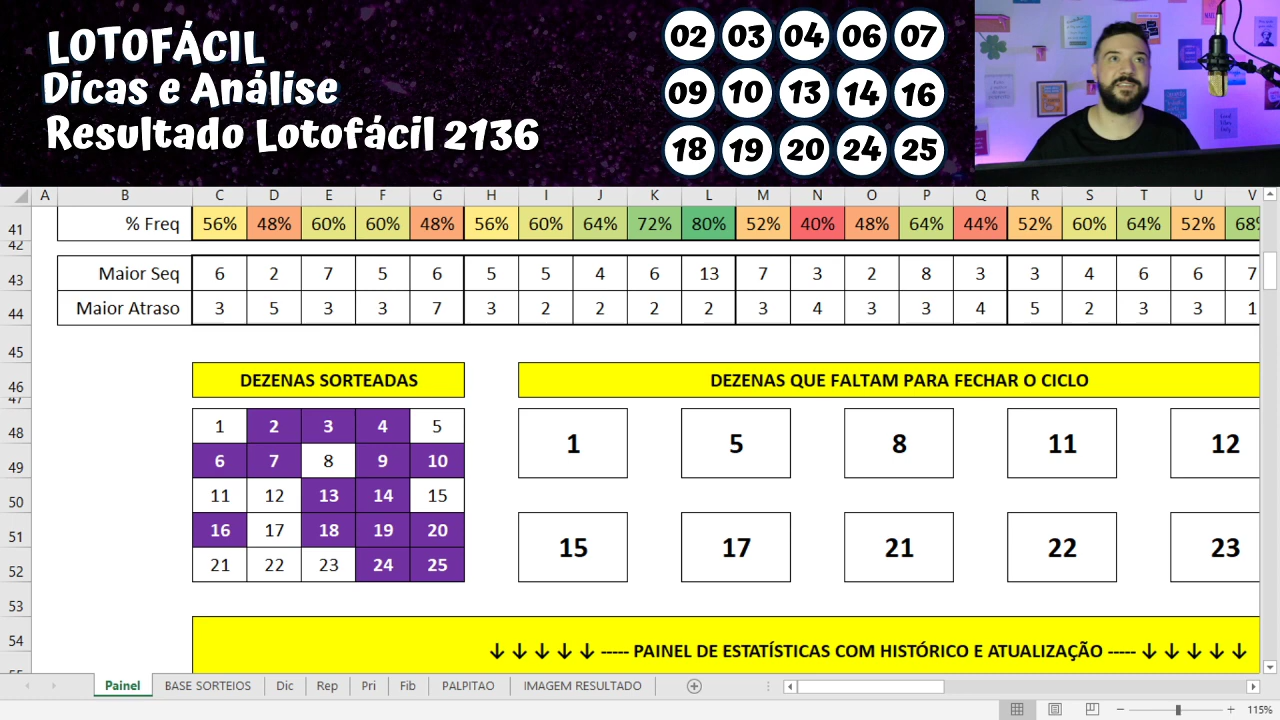 LOTOFÁCIL
Dicas e Análise
Resultado Lotofácil 2136
02 03 04 06 07
09 10 13 14 16
18 19 20 24 25
A B C D E F G H I J K L M N O P Q R S T U V
41 % Freq 56% 48% 60% 60% 48% 56% 60% 64% 72% 80% 52% 40% 48% 64% 44% 52% 60% 64% 52% 68%
42
43 Maior Seq 6 2 7 5 6 5 5 4 6 13 7 3 2 8 3 3 4 6 6 7
44 Maior Atraso 3 5 3 3 7 3 2 2 2 2 3 4 3 3 4 5 2 3 3 1
45
46 DEZENAS SORTEADAS DEZENAS QUE FALTAM PARA FECHAR O CICLO
47
48 1 2 3 4 5 1 5 8 11 12
49 6 7 8 9 10
50 11 12 13 14 15
51 16 17 18 19 20 15 17 21 22 23
52 21 22 23 24 25
53
54 ↓ ↓ ↓ ↓ ↓ ----- PAINEL DE ESTATÍSTICAS COM HISTÓRICO E ATUALIZAÇÃO ----- ↓ ↓ ↓ ↓ ↓
55
Painel BASE SORTEIOS Dic Rep Pri Fib PALPITAO IMAGEM RESULTADO
115%